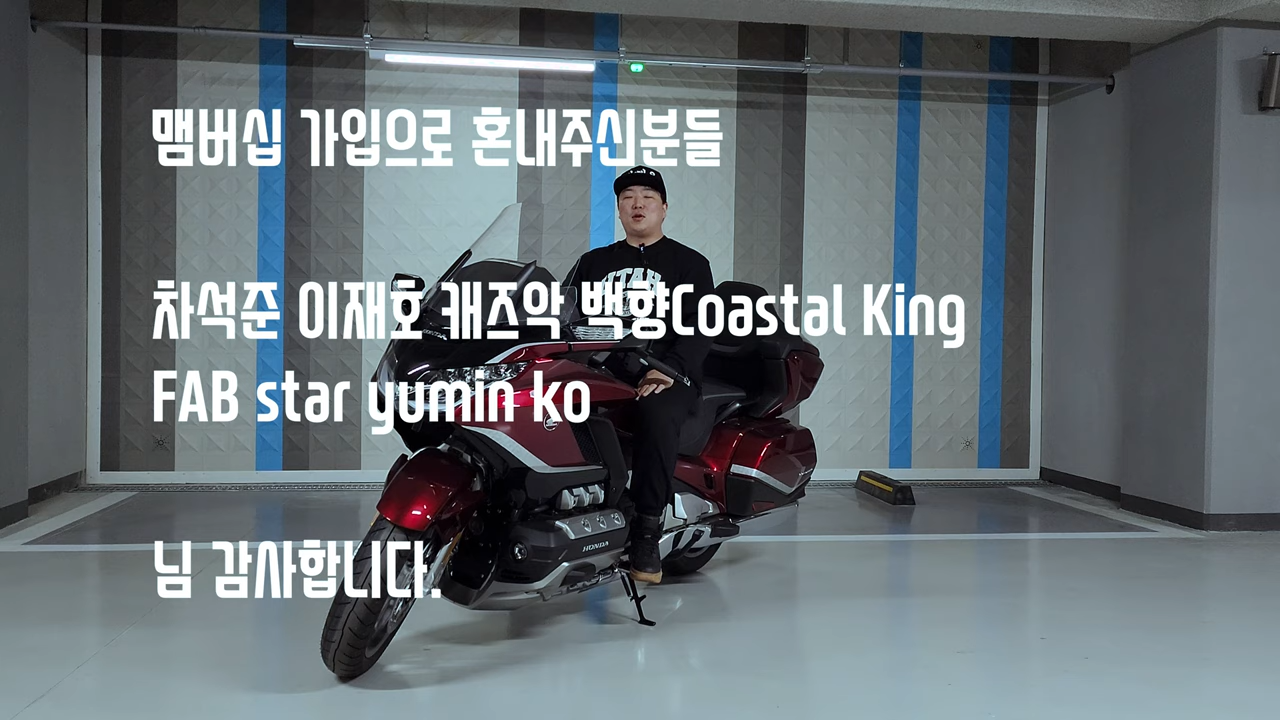 맴버십 가입으로 혼내주신분들
차석준 이재호 캐즈악 백향Coastal King
FAB star yumin ko
님 감사합니다.
UTAH
HONDA